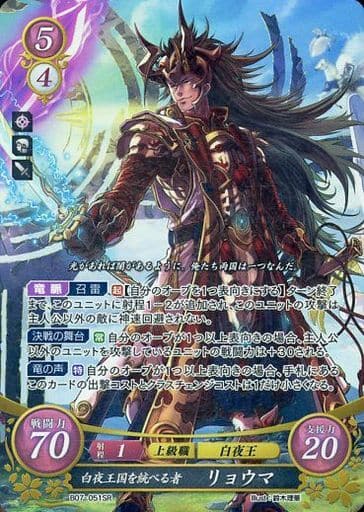 5
4
光があれば闇があるように、俺たち両国は一つなんだ。
竜脈 召雷 起【自分のオーブを1つ表向きにする】ターン終了
まで、このユニットに射程1-2が追加され、このユニットの攻撃は
主人公以外の敵に神速回避されない。
決戦の舞台 常 自分のオーブが1つ以上表向きの場合、主人公
以外のユニットを攻撃しているユニットの戦闘力は+30される。
竜の声 特 自分のオーブが1つ以上表向きの場合、手札にある
このカードの出撃コストとクラスチェンジコストは1だけ小さくなる。
戦闘力
70
射程 1 上級職 白夜王
支援力
20
白夜王国を統べる者 リョウマ
B07-051SR
Illust:鈴木理華